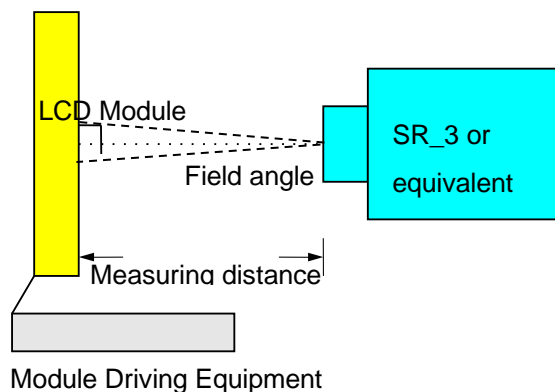 LCD Module
SR_3 or
equivalent
Field angle
Measuring distance
Module Driving Equipment